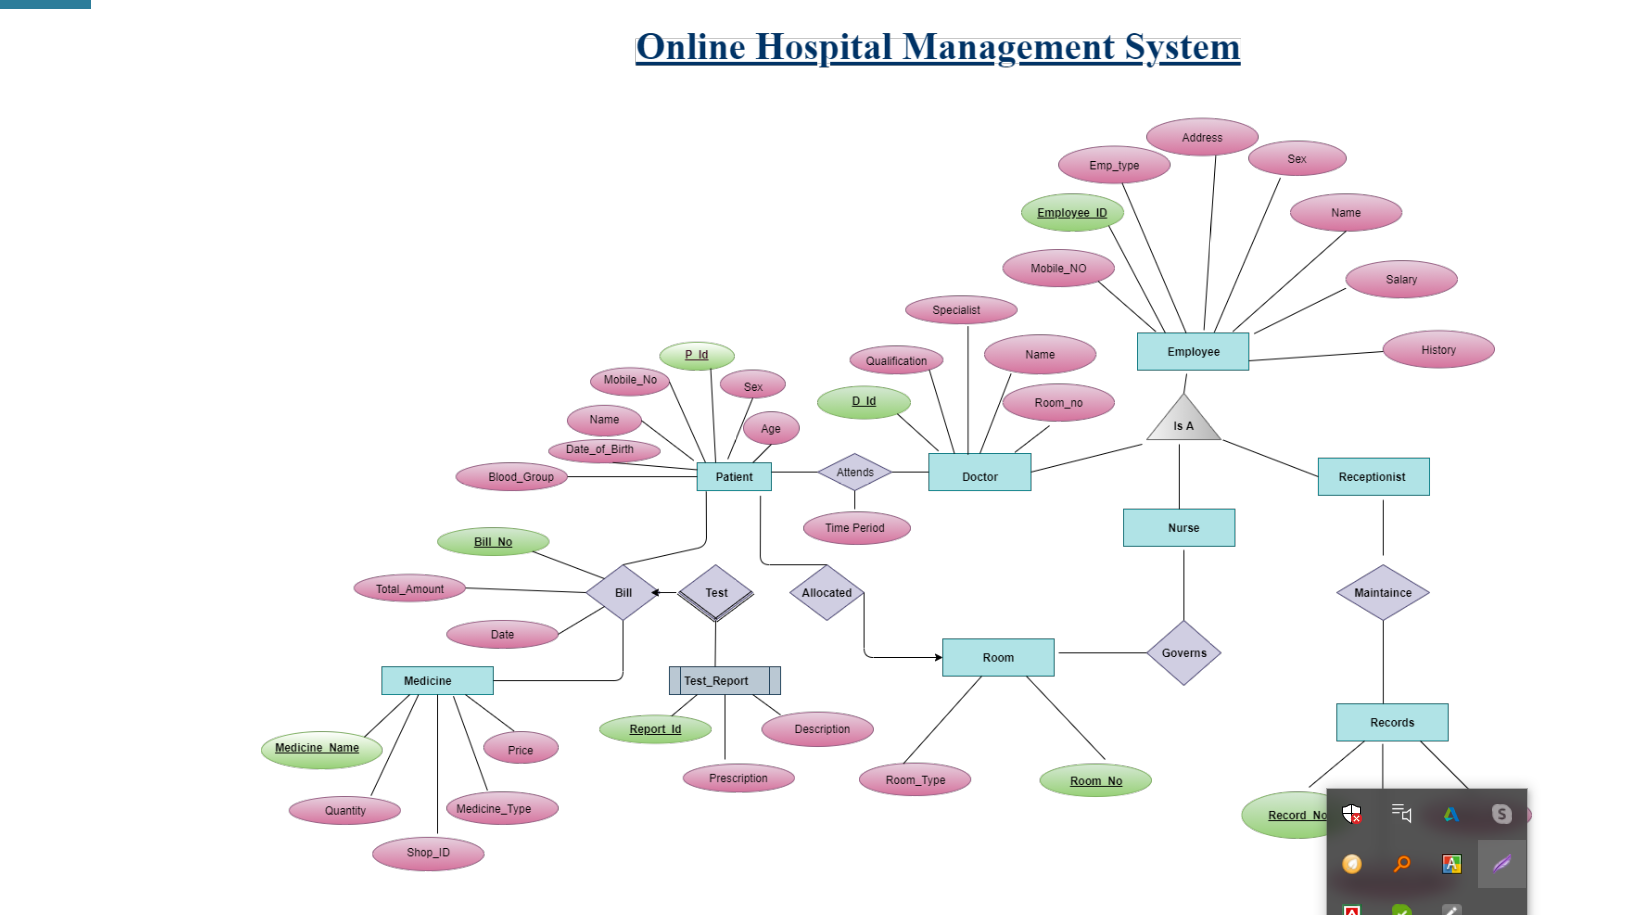 Online Hospital Management System
Address
Emp_type
Sex
Employee_ID
Name
Mobile_NO
Salary
Specialist
History
Employee
P_Id
Qualification
Name
Mobile_No
Sex
D_Id
Room_no
Name
Age
Is A
Date_of_Birth
Blood_Group
Patient
Attends
Doctor
Receptionist
Time Period
Nurse
Bill_No
Total_Amount
Bill
Test
Allocated
Maintaince
Date
Room
Governs
Medicine
Test_Report
Records
Report_Id
Description
Medicine_Name
Price
Prescription
Room_Type
Room_No
Quantity
Medicine_Type
Record_No
Shop_ID